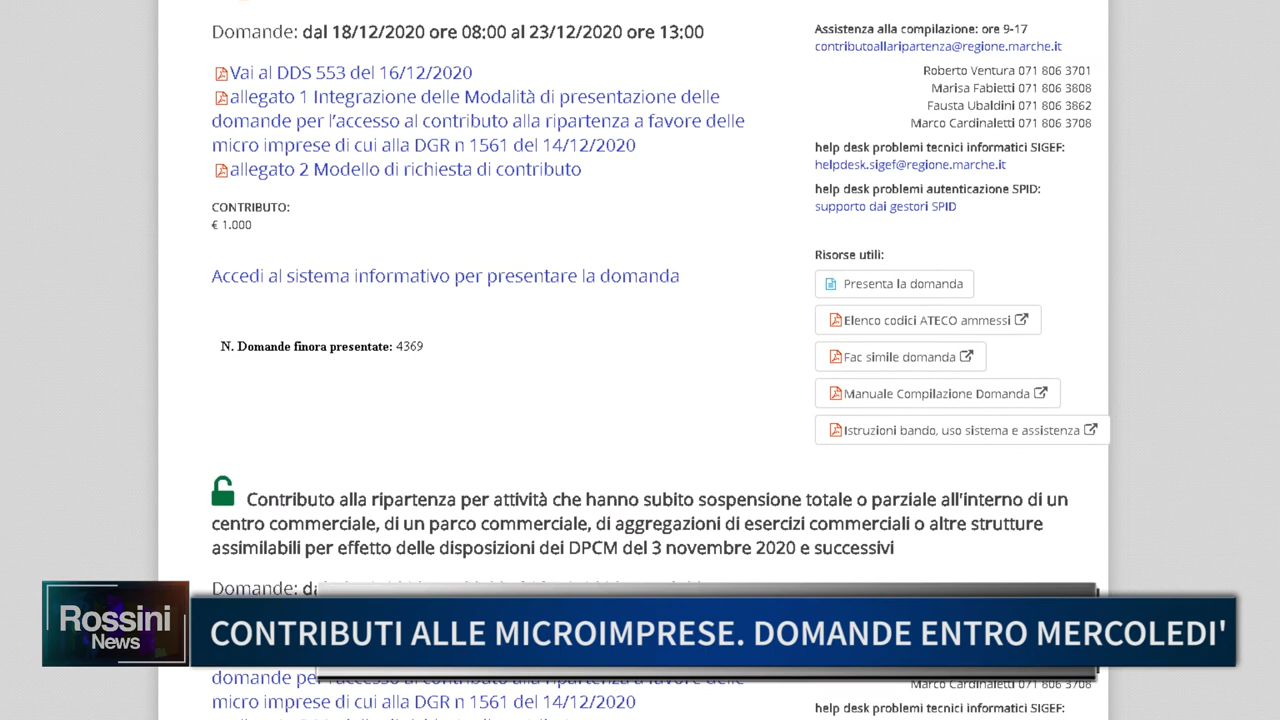 Domande: dal 18/12/2020 ore 08:00 al 23/12/2020 ore 13:00
Vai al DDS 553 del 16/12/2020
allegato 1 Integrazione delle Modalità di presentazione delle
domande per l'accesso al contributo alla ripartenza a favore delle
micro imprese di cui alla DGR n 1561 del 14/12/2020
allegato 2 Modello di richiesta di contributo
CONTRIBUTO:
€ 1.000
Accedi al sistema informativo per presentare la domanda
N. Domande finora presentate: 4369
Assistenza alla compilazione: ore 9-17
contributoallaripartenza@regione.marche.it
Roberto Ventura 071 806 3701
Marisa Fabietti 071 806 3808
Fausta Ubaldini 071 806 3862
Marco Cardinaletti 071 806 3708
help desk problemi tecnici informatici SIGEF:
helpdesk.sigef@regione.marche.it
help desk problemi autenticazione SPID:
supporto dai gestori SPID
Risorse utili:
Presenta la domanda
Elenco codici ATECO ammessi
Fac simile domanda
Manuale Compilazione Domanda
Istruzioni bando, uso sistema e assistenza
Contributo alla ripartenza per attività che hanno subito sospensione totale o parziale all'interno di un
centro commerciale, di un parco commerciale, di aggregazioni di esercizi commerciali o altre strutture
assimilabili per effetto delle disposizioni dei DPCM del 3 novembre 2020 e successivi
Domande:
Rossini
News
CONTRIBUTI ALLE MICROIMPRESE. DOMANDE ENTRO MERCOLEDI'
domande per l'accesso al contributo alla ripartenza a favore delle
micro imprese di cui alla DGR n 1561 del 14/12/2020
Marco Cardinaletti 071 806 3708
help desk problemi tecnici informatici SIGEF: